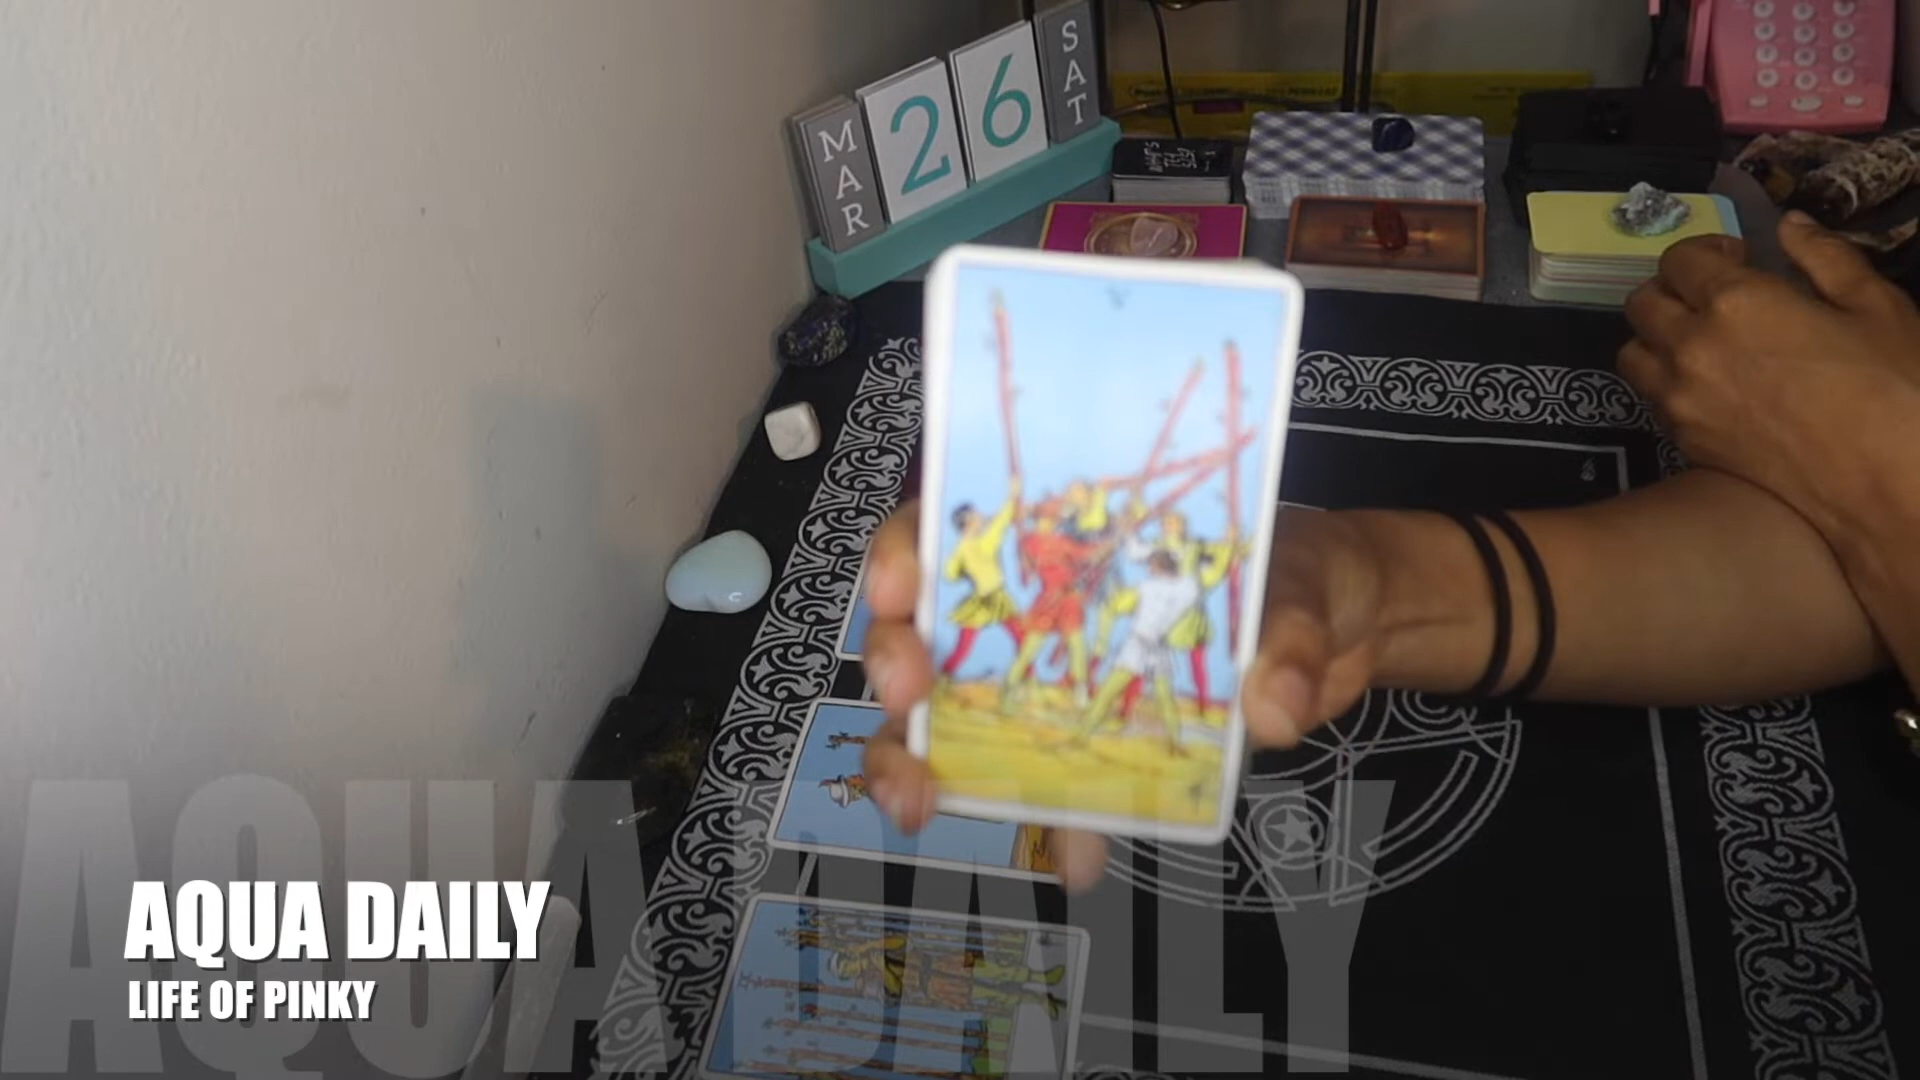 MAR
26
SAT
AQUA DAILY
AQUA DAILY
LIFE OF PINKY